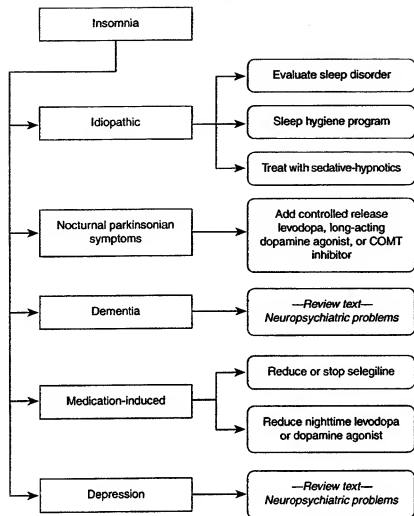 Insomnia
Evaluate sleep disorder
Idiopathic
Sleep hygiene program
Treat with sedative-hypnotics
Nocturnal parkinsonian
symptoms
Add controlled release
levodopa, long-acting
dopamine agonist, or COMT
inhibitor
Dementia
—Review text—
Neuropsychiatric problems
Medication-induced
Reduce or stop selegiline
Reduce nighttime levodopa
or dopamine agonist
Depression
—Review text—
Neuropsychiatric problems